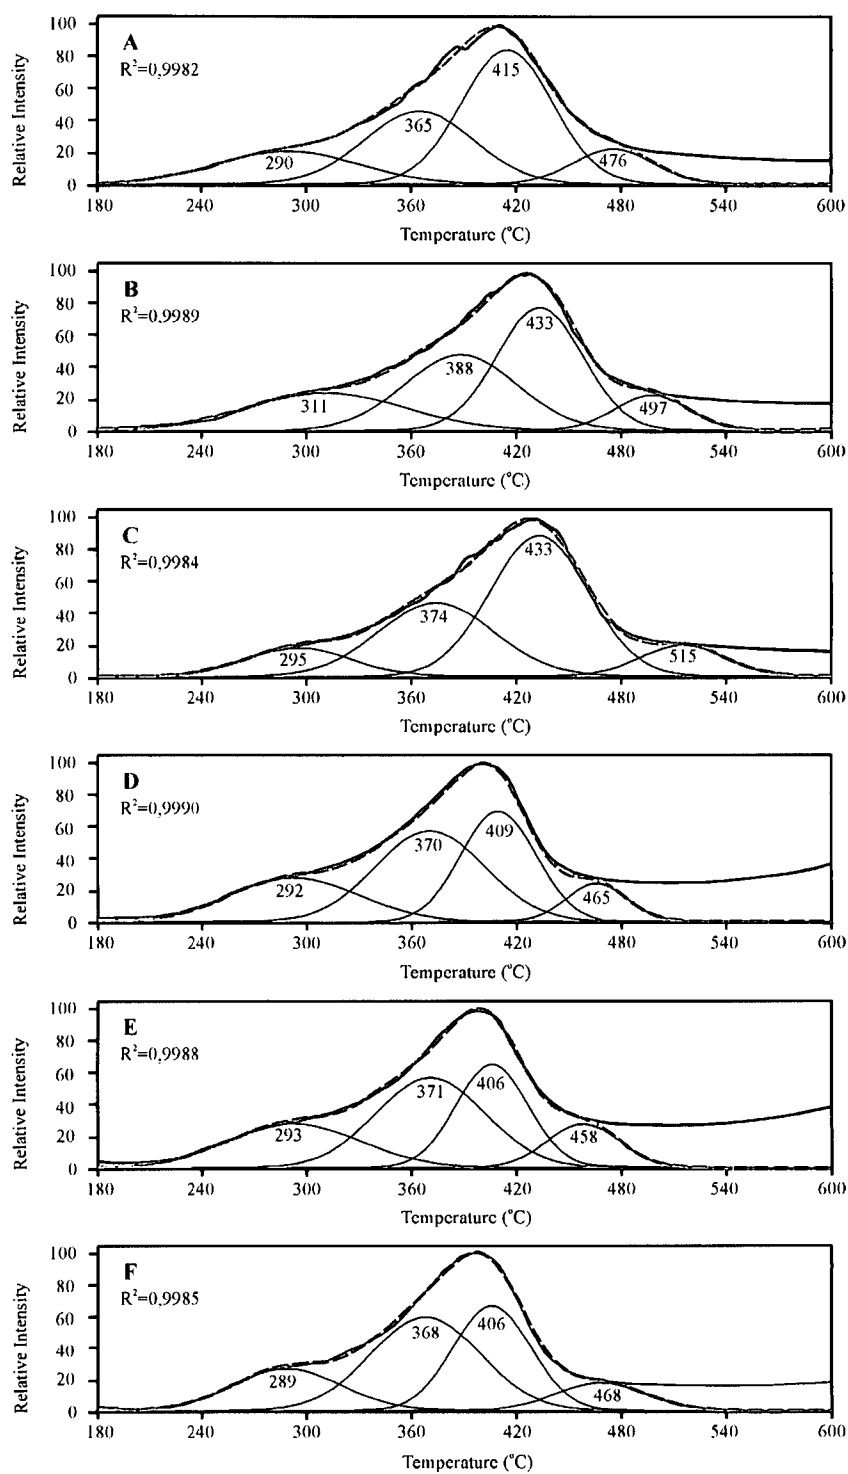 100
A
80
R²=0,9982
415
60
365
40
20
290
476
0
180 240 300 360 420 480 540 600
Relative Intensity
Temperature (°C)
100
B
80
R²=0,9989
433
60
388
40
20
311
497
0
180 240 300 360 420 480 540 600
Relative Intensity
Temperature (°C)
100
C
80
R²=0,9984
433
60
374
40
20
295
515
0
180 240 300 360 420 480 540 600
Relative Intensity
Temperature (°C)
100
D
80
R²=0,9990
409
60
370
40
20
292
465
0
180 240 300 360 420 480 540 600
Relative Intensity
Temperature (°C)
100
E
80
R²=0,9988
406
60
371
40
20
293
458
0
180 240 300 360 420 480 540 600
Relative Intensity
Temperature (°C)
100
F
80
R²=0,9985
406
60
368
40
20
289
468
0
180 240 300 360 420 480 540 600
Relative Intensity
Temperature (°C)